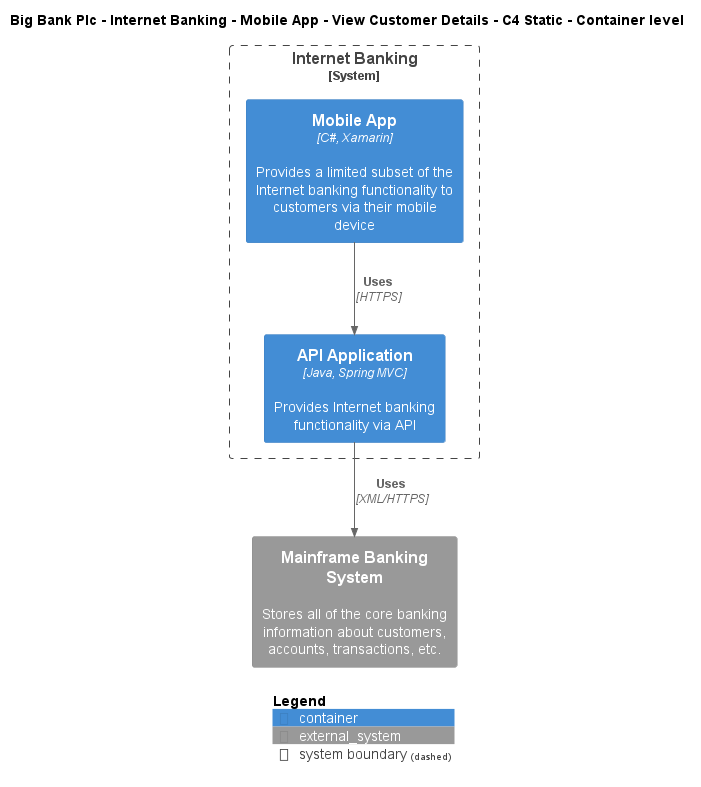 Big Bank Plc - Internet Banking - Mobile App - View Customer Details - C4 Static - Container level
Internet Banking
[System]
Mobile App
[C#, Xamarin]
Provides a limited subset of the
Internet banking functionality to
customers via their mobile
device
Uses
[HTTPS]
API Application
[Java, Spring MVC]
Provides Internet banking
functionality via API
Uses
[XML/HTTPS]
Mainframe Banking
System
Stores all of the core banking
information about customers,
accounts, transactions, etc.
Legend
container
external_system
system boundary (dashed)